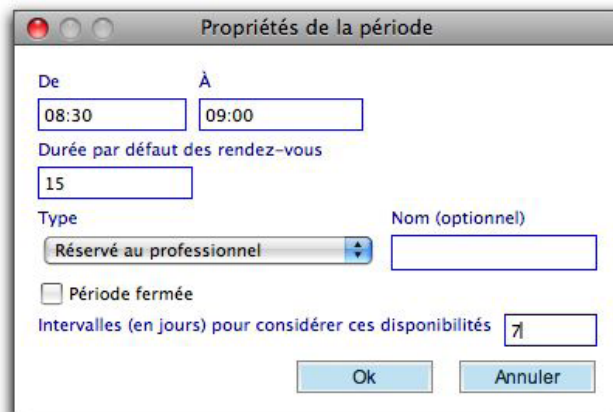 Propriétés de la période
De À
08:30 09:00
Durée par défaut des rendez-vous
15
Type Nom (optionnel)
Réservé au professionnel
Période fermée
Intervalles (en jours) pour considérer ces disponibilités 7
Ok Annuler